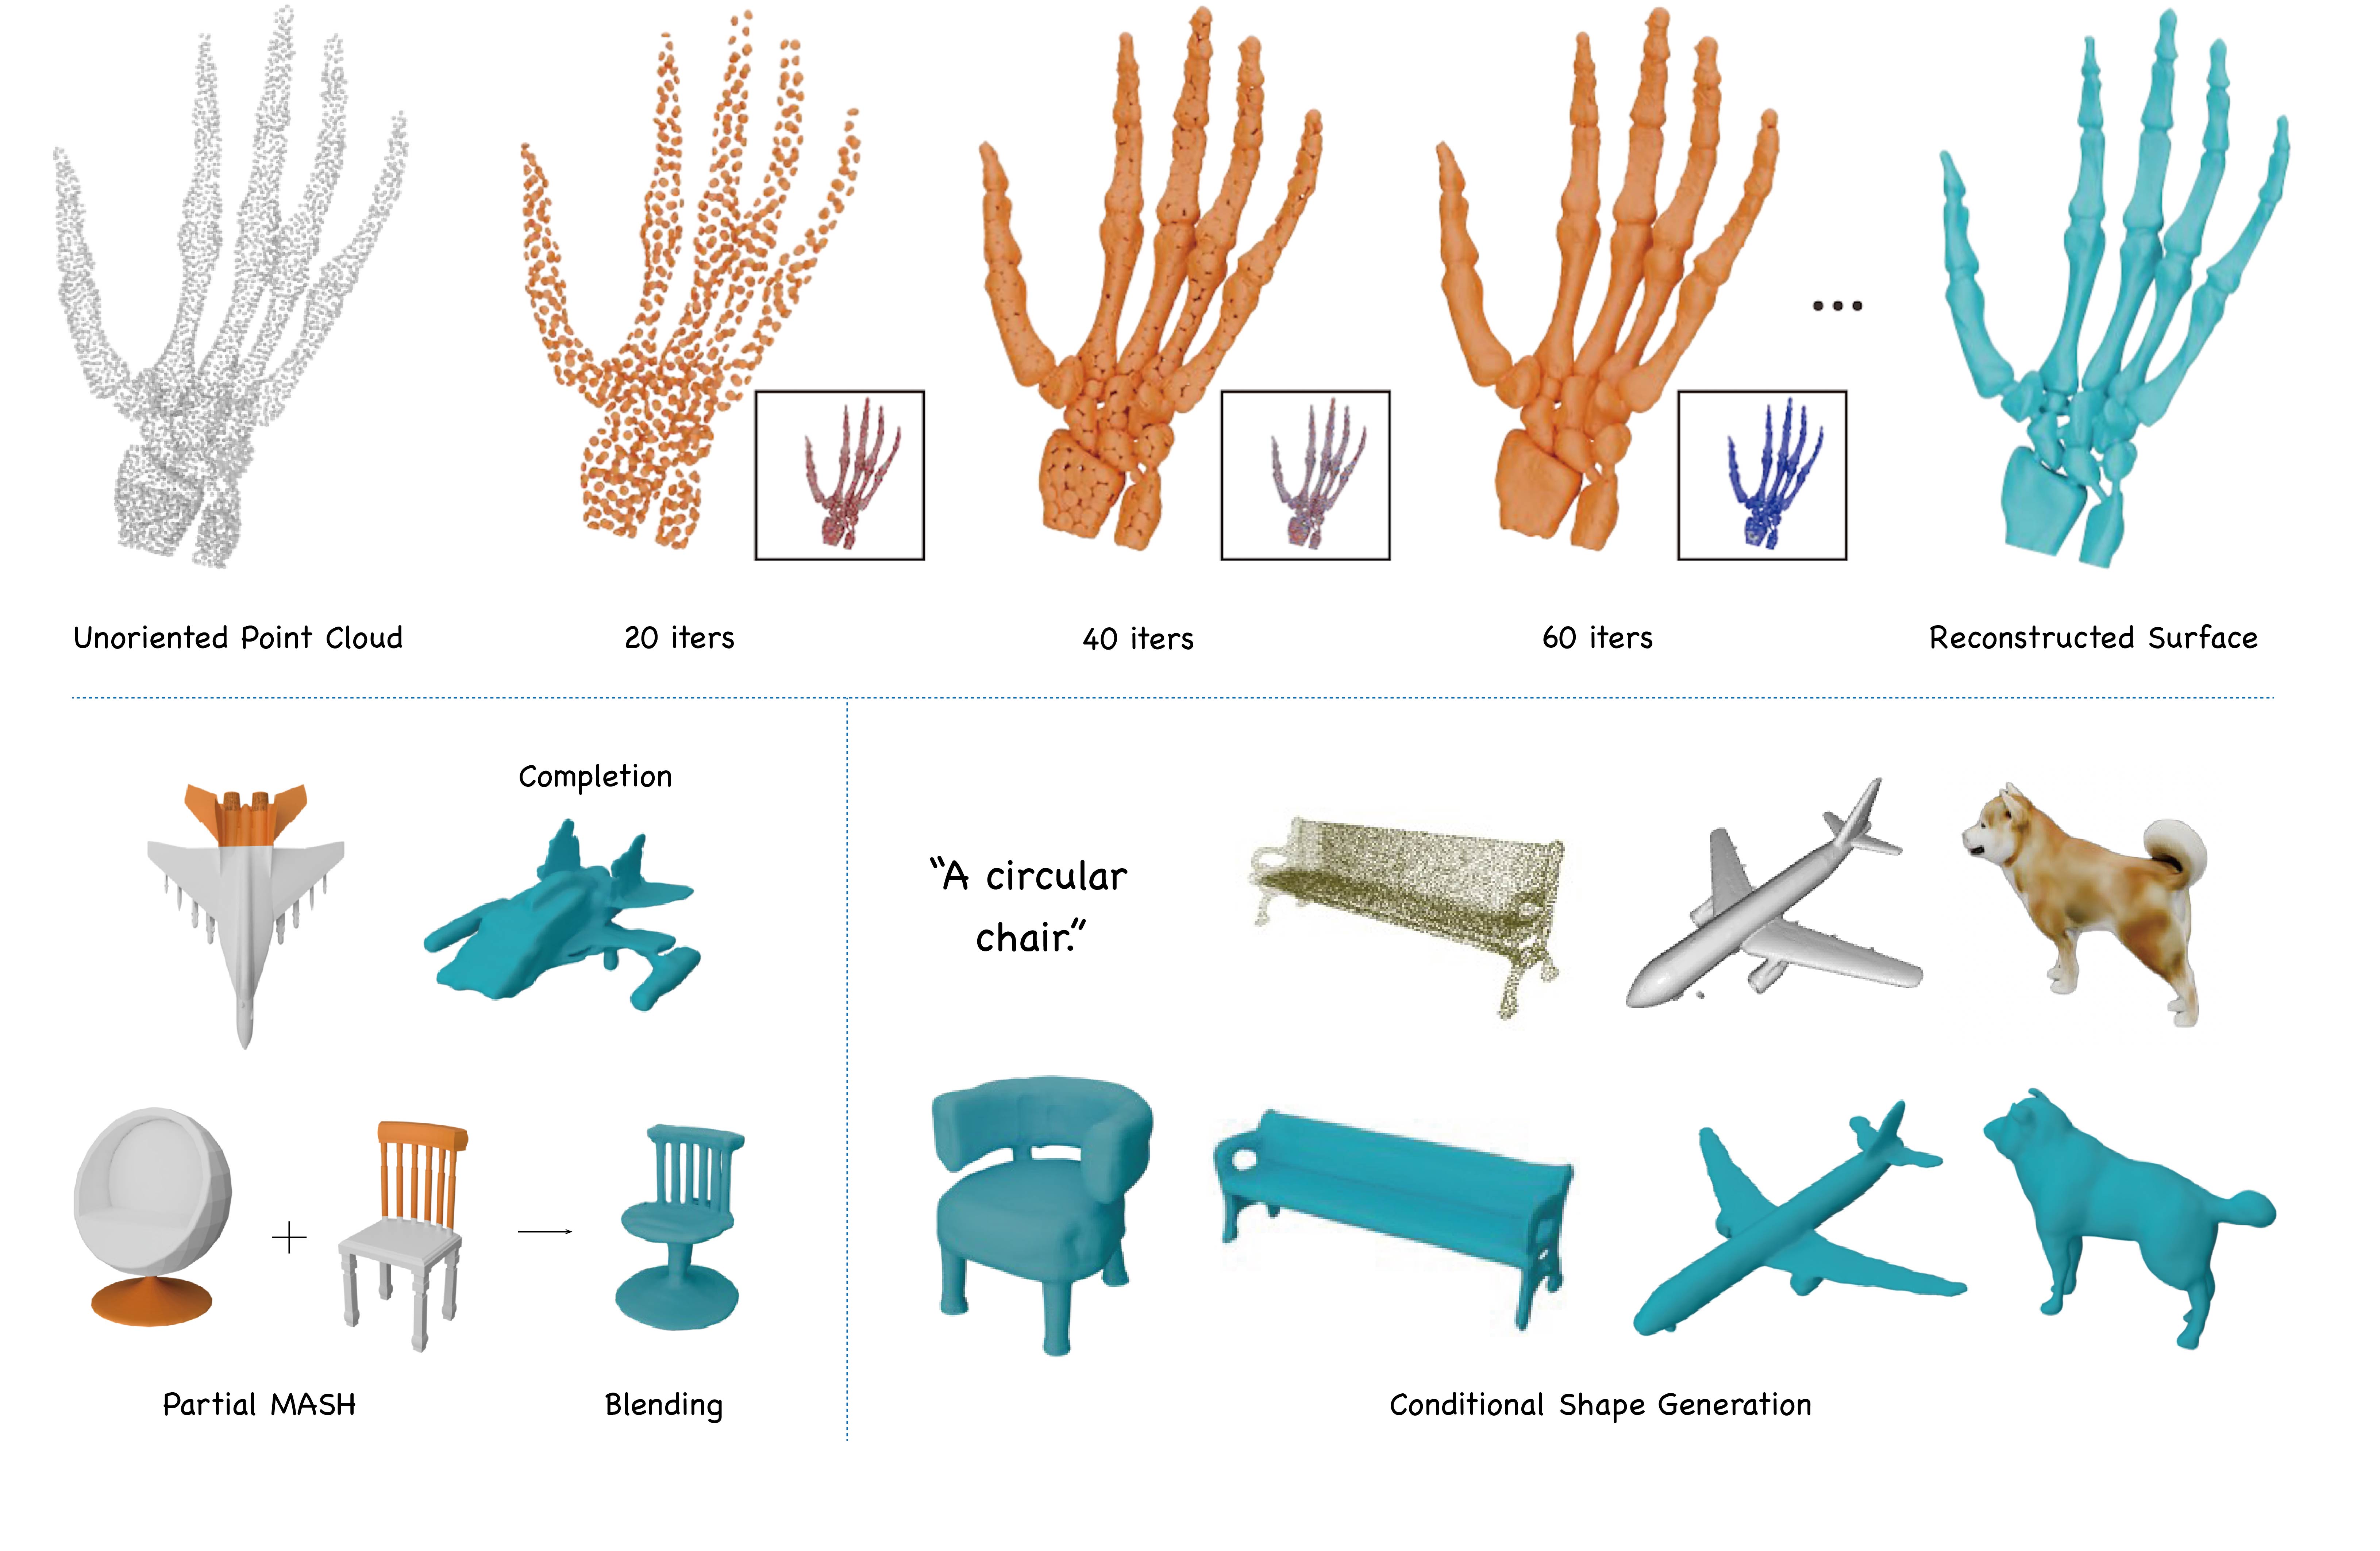 Unoriented Point Cloud
20 iters
40 iters
60 iters
Reconstructed Surface
Completion
“A circular
chair.”
Partial MASH
Blending
Conditional Shape Generation